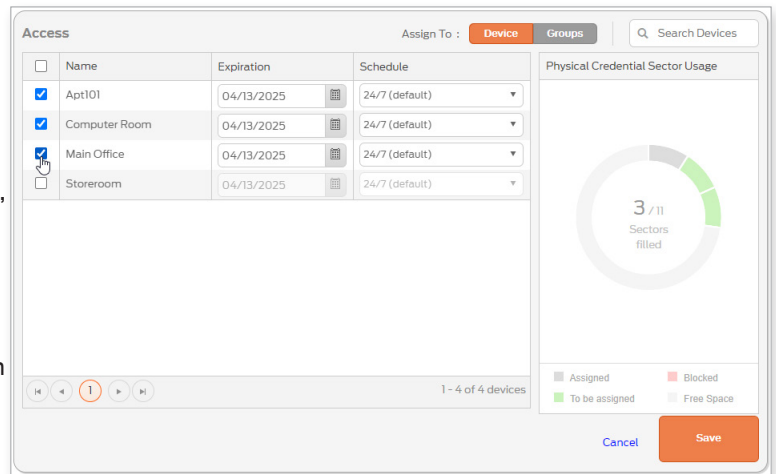 Access Assign To : Device Groups Search Devices
Name Expiration Schedule Physical Credential Sector Usage
Apt101 04/13/2025 24/7 (default)
Computer Room 04/13/2025 24/7 (default)
Main Office 04/13/2025 24/7 (default)
,
Storeroom 04/13/2025 24/7 (default)
3 / 11
Sectors
filled
n
1 1 - 4 of 4 devices
Assigned Blocked
To be assigned Free Space
Cancel Save